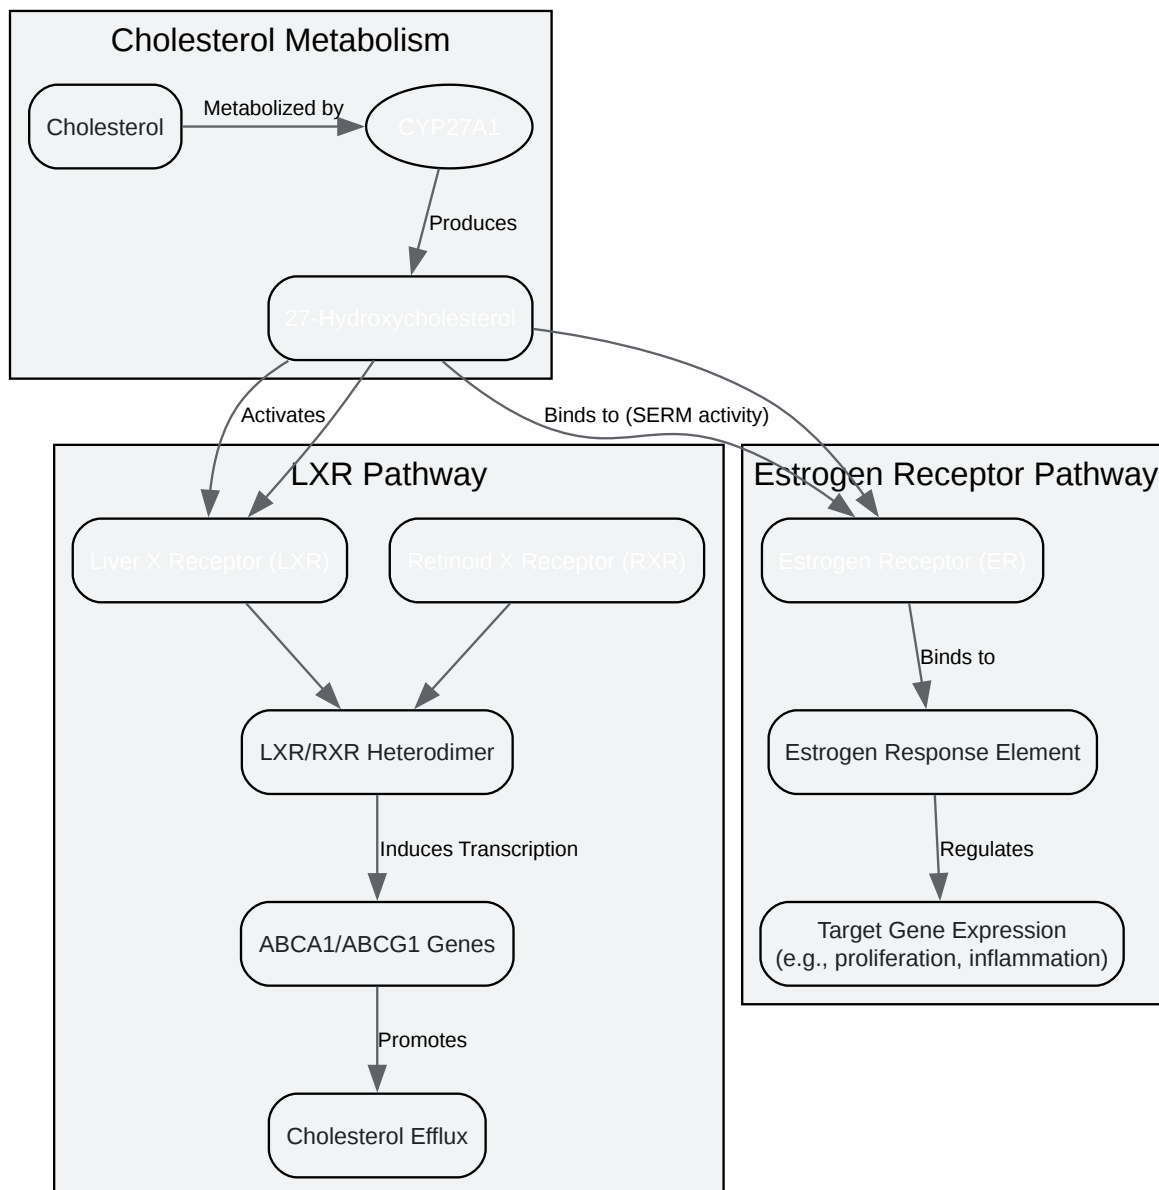 Cholesterol Metabolism
Cholesterol
Metabolized by
CYP27A1
Produces
27-Hydroxycholesterol
Activates
Binds to (SERM activity)
LXR Pathway
Estrogen Receptor Pathway
Liver X Receptor (LXR)
Retinoid X Receptor (RXR)
Estrogen Receptor (ER)
Binds to
LXR/RXR Heterodimer
Estrogen Response Element
Induces Transcription
Regulates
ABCA1/ABCG1 Genes
Target Gene Expression
(e.g., proliferation, inflammation)
Promotes
Cholesterol Efflux